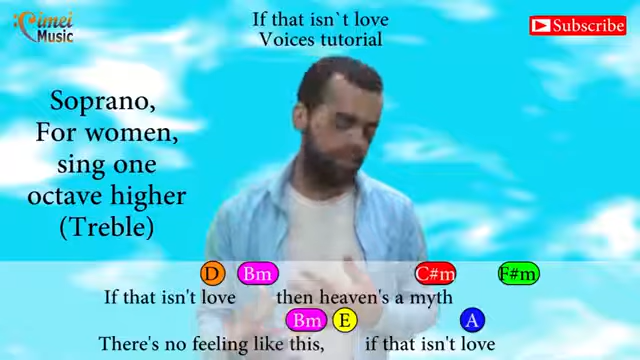 Cimei
Music
If that isn`t love
Voices tutorial
Subscribe
Soprano,
For women,
sing one
octave higher
(Treble)
D Bm C#m F#m
If that isn't love then heaven's a myth
Bm E A
There's no feeling like this, if that isn't love